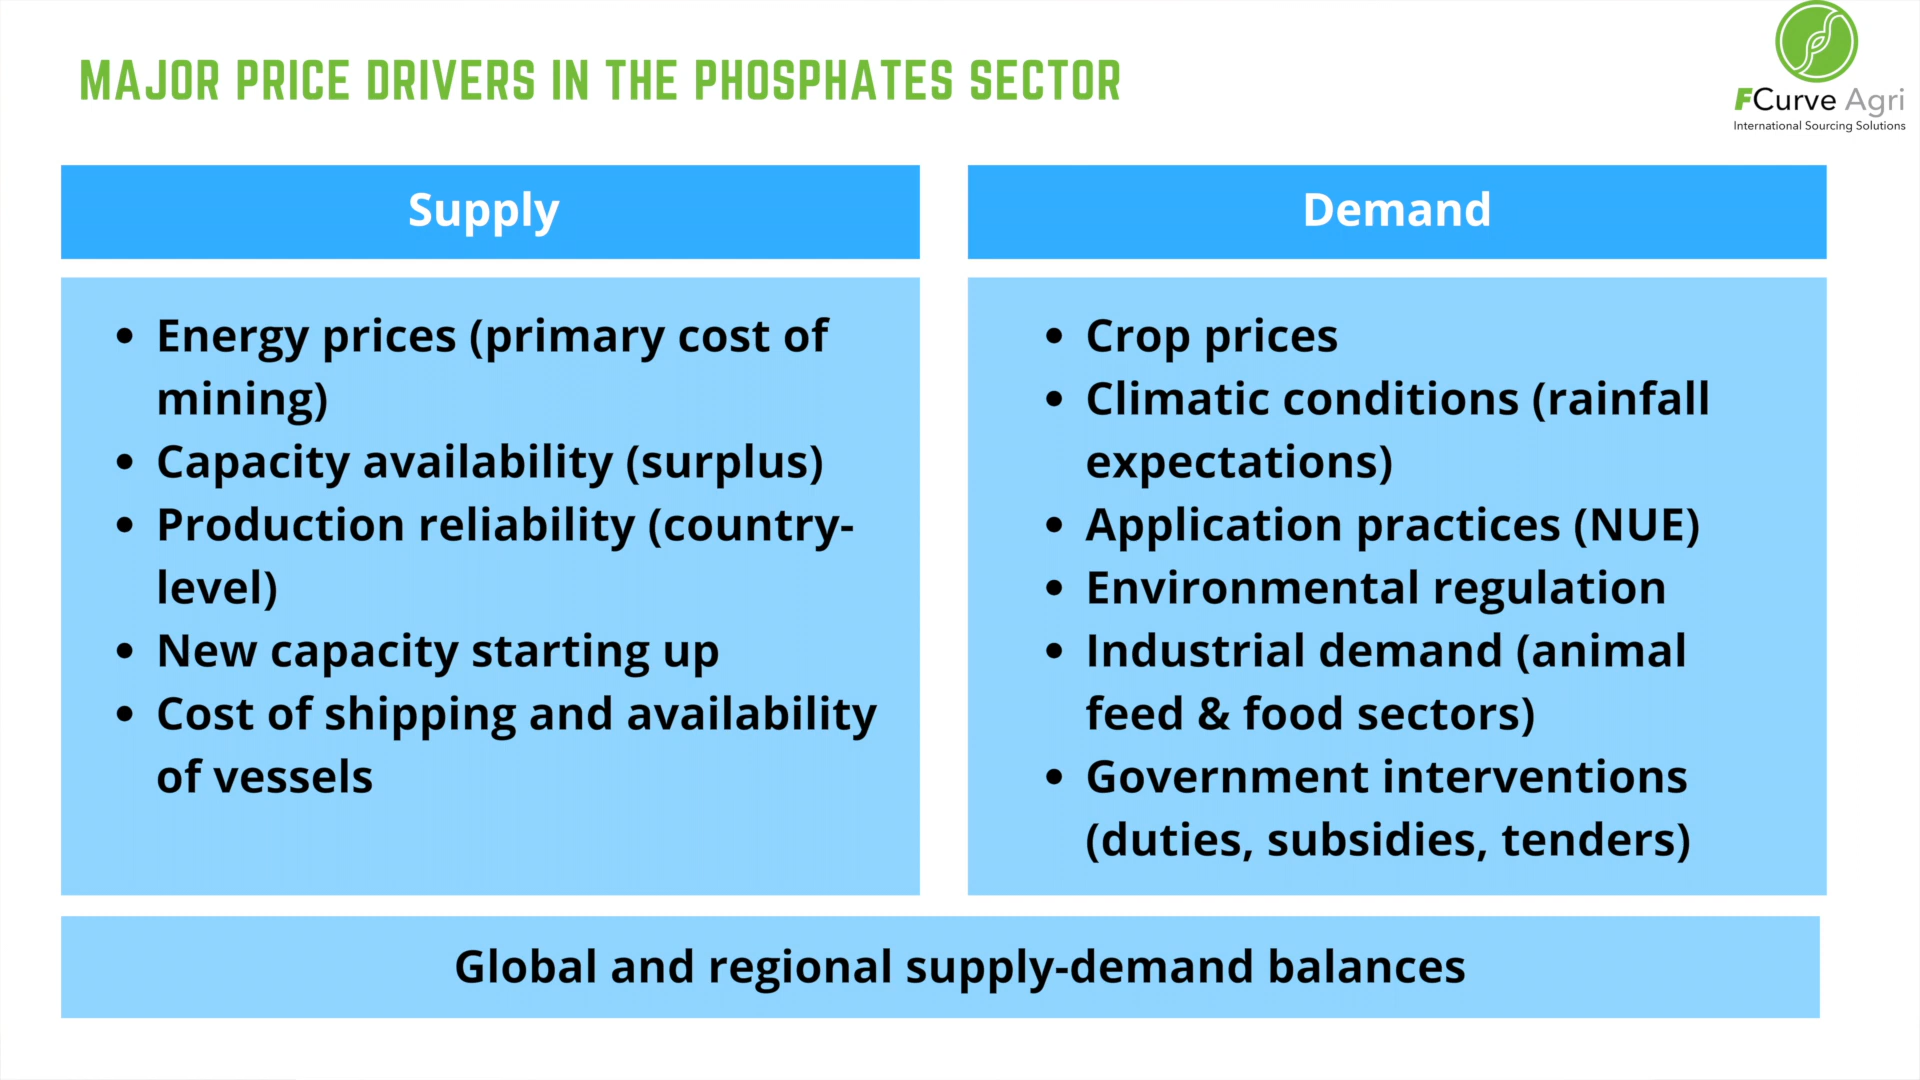 MAJOR PRICE DRIVERS IN THE PHOSPHATES SECTOR
FCurve Agri
International Sourcing Solutions
Supply
• Energy prices (primary cost of
mining)
• Capacity availability (surplus)
• Production reliability (country-
level)
• New capacity starting up
• Cost of shipping and availability
of vessels
Demand
• Crop prices
• Climatic conditions (rainfall
expectations)
• Application practices (NUE)
• Environmental regulation
• Industrial demand (animal
feed & food sectors)
• Government interventions
(duties, subsidies, tenders)
Global and regional supply-demand balances